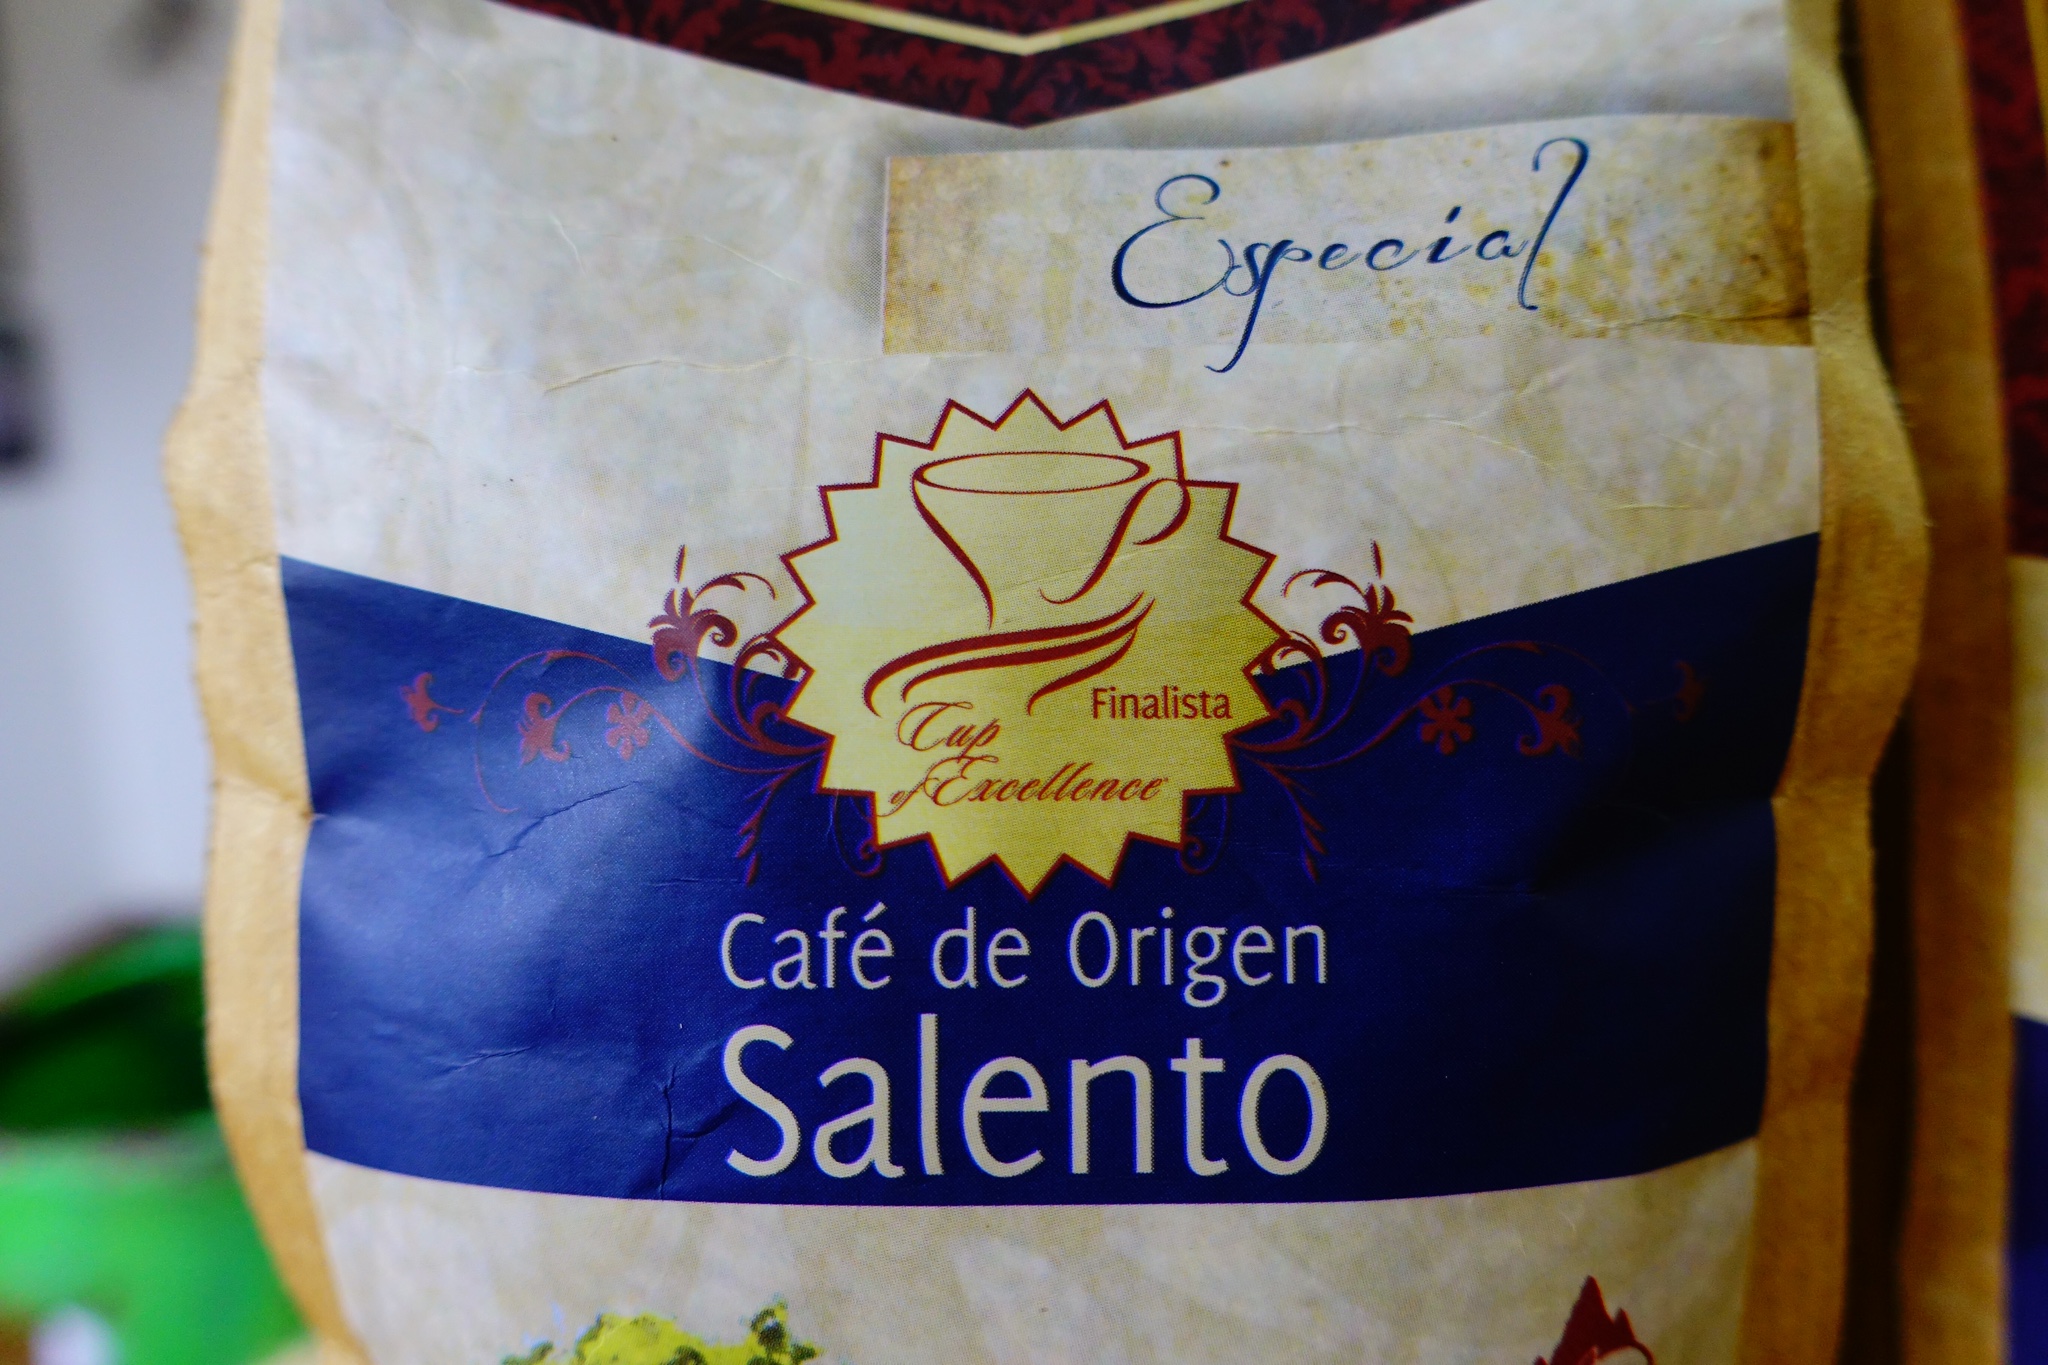 Especial
Finalista
Cup
of Excellence
Café de Origen
Salento